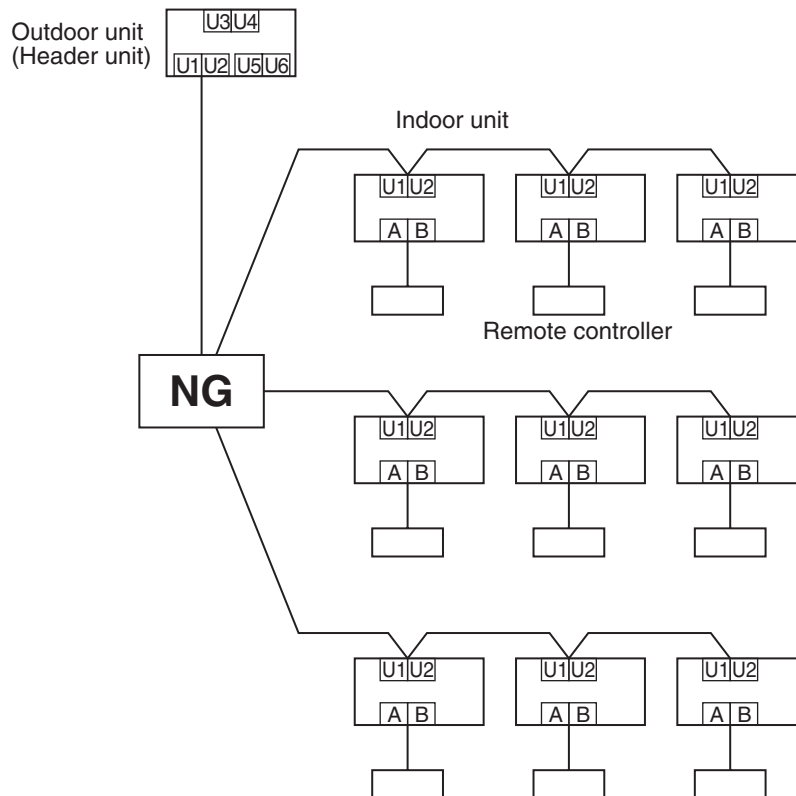 U3 U4
Outdoor unit
(Header unit)
U1 U2 U5 U6
Indoor unit
U1 U2 U1 U2 U1 U2
A B A B A B
Remote controller
NG
U1 U2 U1 U2 U1 U2
A B A B A B
U1 U2 U1 U2 U1 U2
A B A B A B